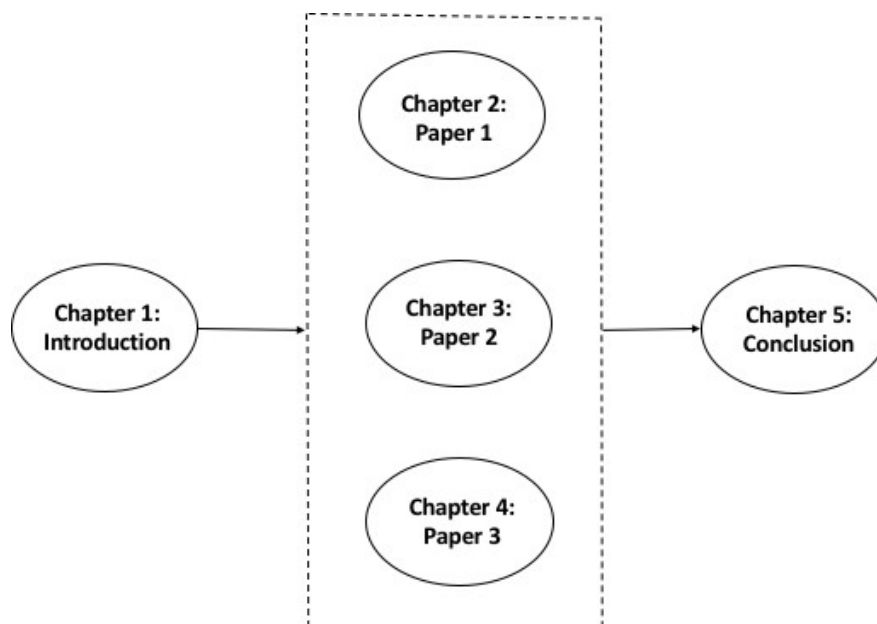 Chapter 1:
Introduction
Chapter 2:
Paper 1
Chapter 3:
Paper 2
Chapter 4:
Paper 3
Chapter 5:
Conclusion